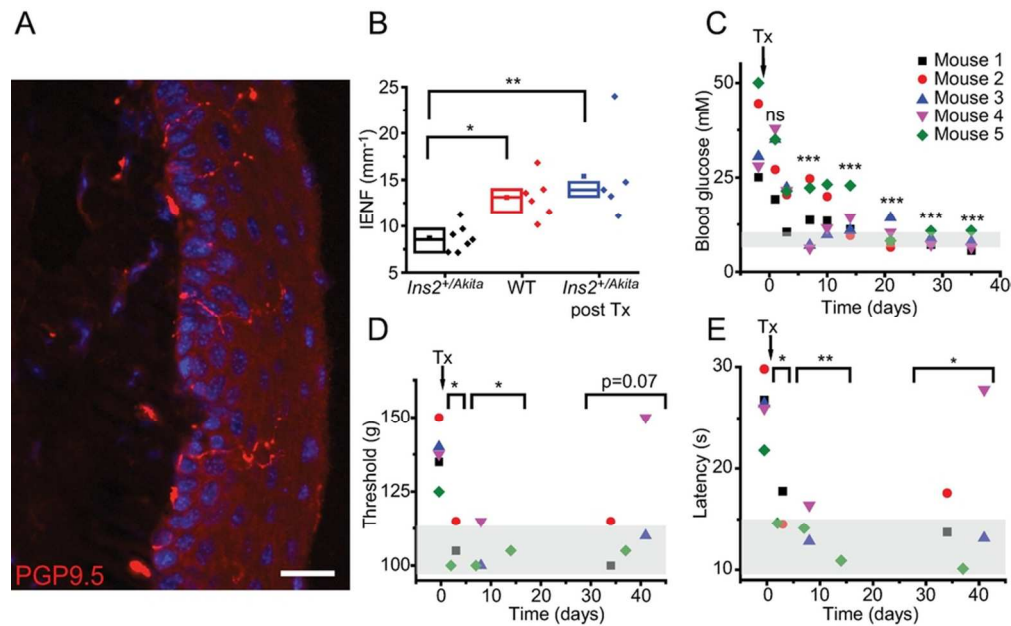 A
PGP9.5
B
**
*
IENF (mm⁻¹)
25
20
15
10
5
Ins2+/Akita
WT
Ins2+/Akita
post Tx
C
Tx
Mouse 1
Mouse 2
Mouse 3
Mouse 4
Mouse 5
ns
*** *** *** *** ***
Blood glucose (mM)
50
25
0
0 10 20 30 40
Time (days)
D
Tx
* * p=0.07
Threshold (g)
150
125
100
0 10 20 30 40
Time (days)
E
Tx
* ** *
Latency (s)
30
20
10
0 10 20 30 40
Time (days)